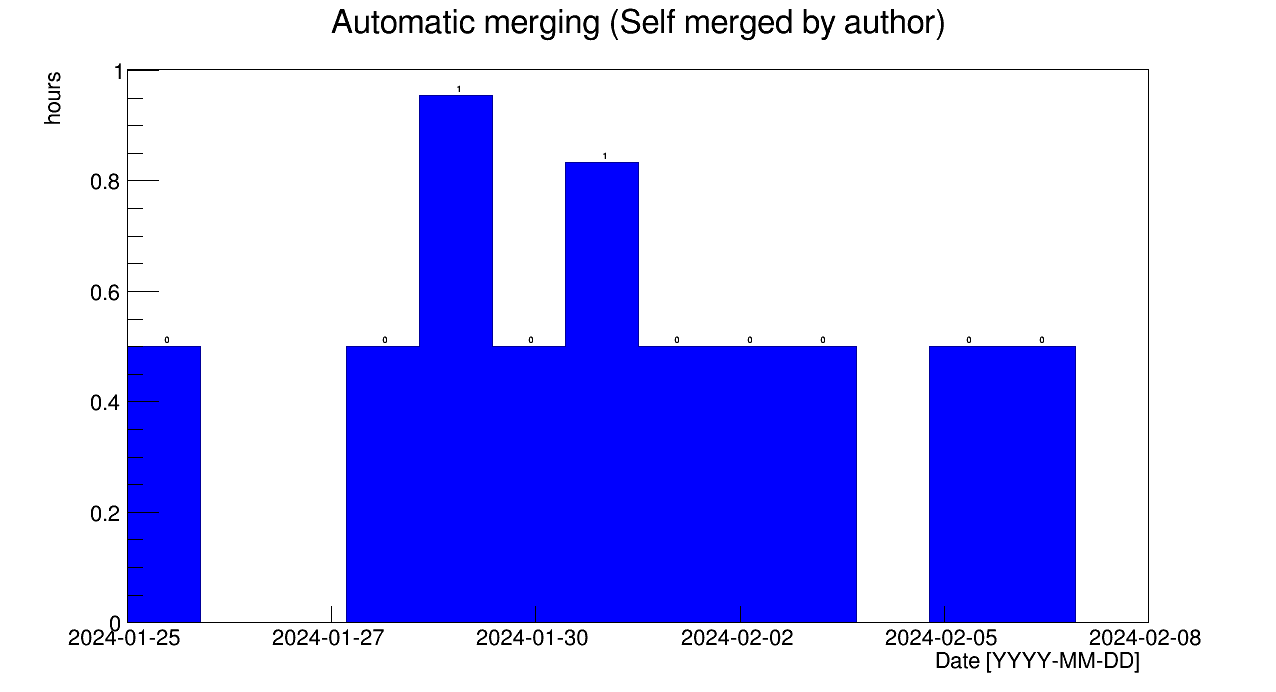 Automatic merging (Self merged by author)
hours
1
0.8
0.6
0.4
0.2
0
0 0 1 0 1 0 0 0 0 0
2024-01-25 2024-01-27 2024-01-30 2024-02-02 2024-02-05 2024-02-08
Date [YYYY-MM-DD]